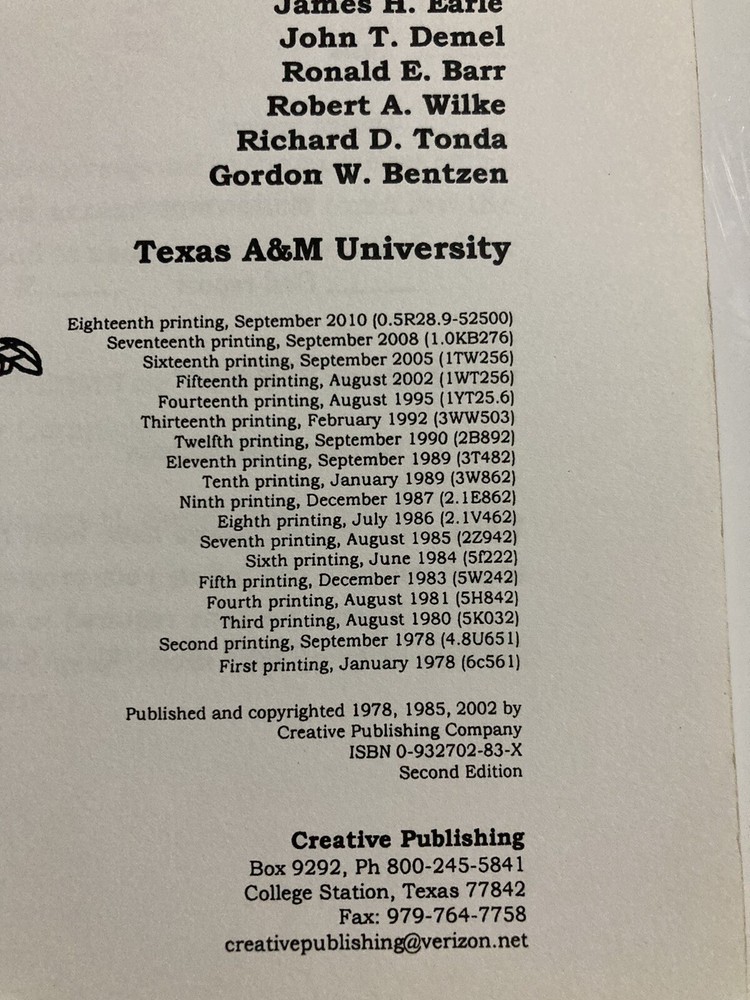 James H. Earle
John T. Demel
Ronald E. Barr
Robert A. Wilke
Richard D. Tonda
Gordon W. Bentzen
Texas A&M University
Eighteenth printing, September 2010 (0.5R28.9-52500)
Seventeenth printing, September 2008 (1.0KB276)
Sixteenth printing, September 2005 (1TW256)
Fifteenth printing, August 2002 (1WT256)
Fourteenth printing, August 1995 (1YT25.6)
Thirteenth printing, February 1992 (3WW503)
Twelfth printing, September 1990 (2B892)
Eleventh printing, September 1989 (3T482)
Tenth printing, January 1989 (3W862)
Ninth printing, December 1987 (2.1E862)
Eighth printing, July 1986 (2.1V462)
Seventh printing, August 1985 (2Z942)
Sixth printing, June 1984 (5f222)
Fifth printing, December 1983 (5W242)
Fourth printing, August 1981 (5H842)
Third printing, August 1980 (5K032)
Second printing, September 1978 (4.8U651)
First printing, January 1978 (6c561)
Published and copyrighted 1978, 1985, 2002 by
Creative Publishing Company
ISBN 0-932702-83-X
Second Edition
Creative Publishing
Box 9292, Ph 800-245-5841
College Station, Texas 77842
Fax: 979-764-7758
creativepublishing@verizon.net